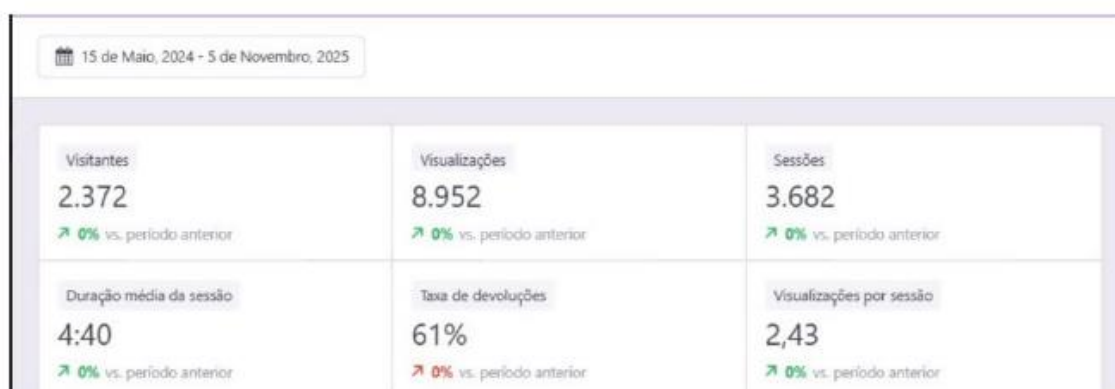 15 de Maio, 2024 - 5 de Novembro, 2025
Visitantes
2.372
0% vs. período anterior
Visualizações
8.952
0% vs. período anterior
Sessões
3.682
0% vs. período anterior
Duração média da sessão
4:40
0% vs. período anterior
Taxa de devoluções
61%
0% vs. período anterior
Visualizações por sessão
2,43
0% vs. período anterior